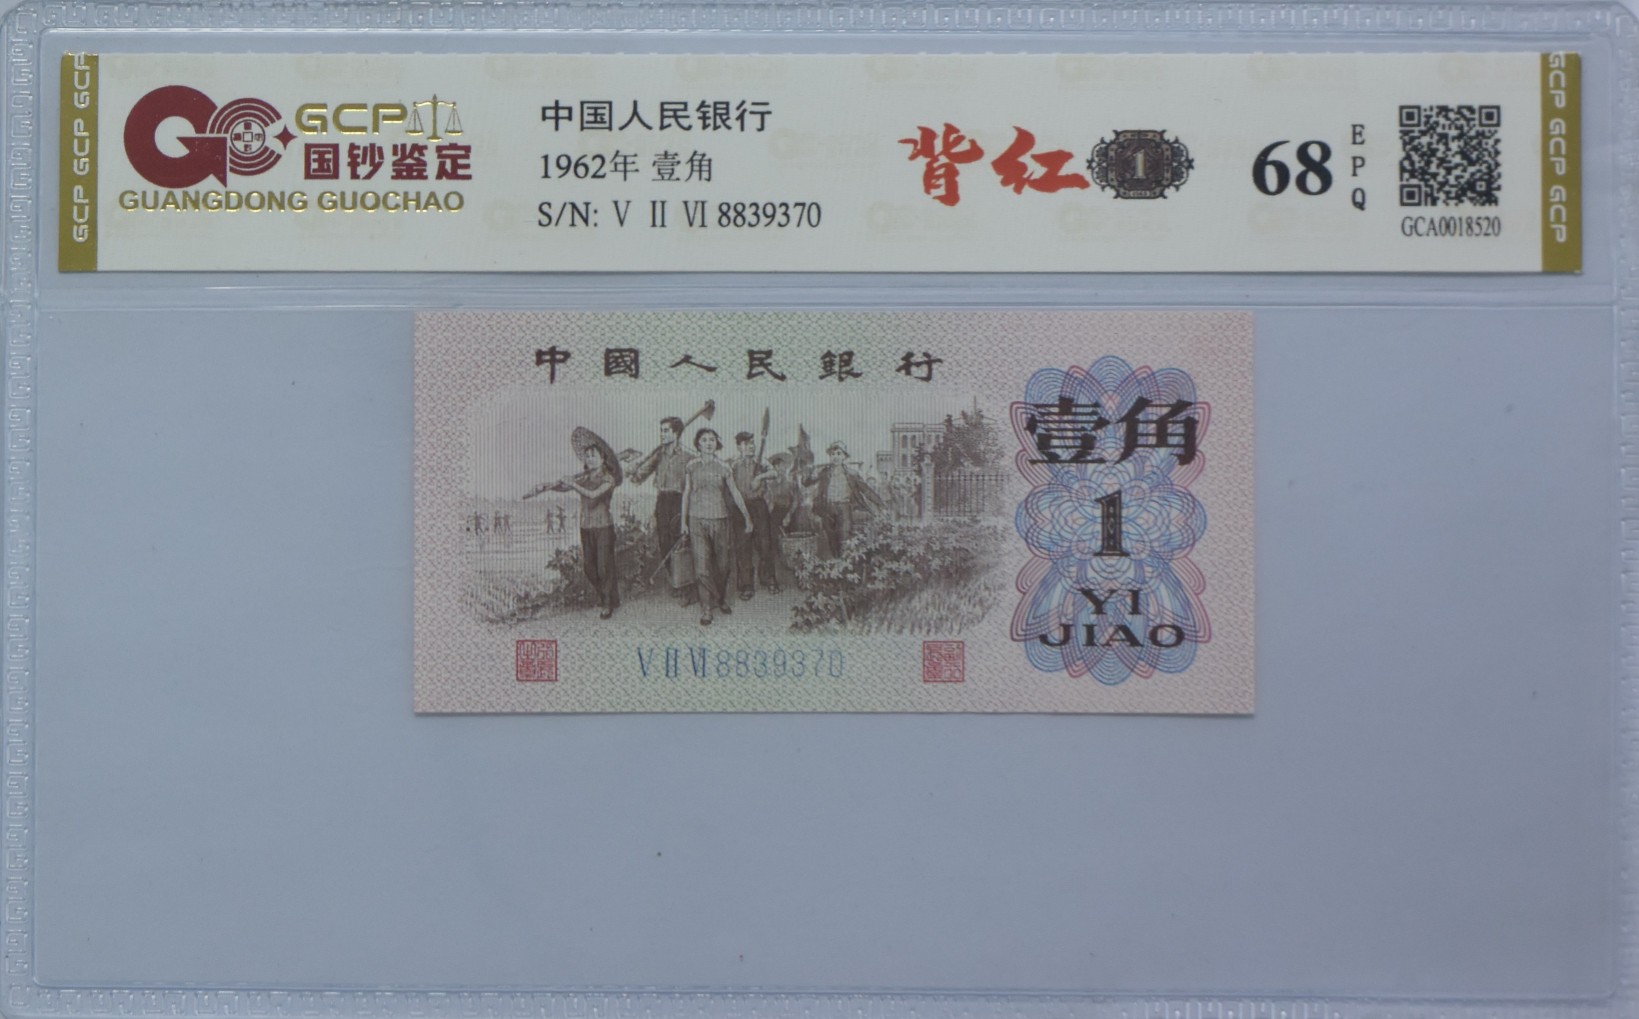 GCP
国钞鉴定
GUANGDONG GUOCHAO
中国人民银行
1962年 壹角
S/N: V II VI 8839370
背红
1
68
EPQ
GCA0018520
GCP GCP GCP
GCP GCP GCP
中國人民銀行
壹角
1
YI
JIAO
V II VI 8839370